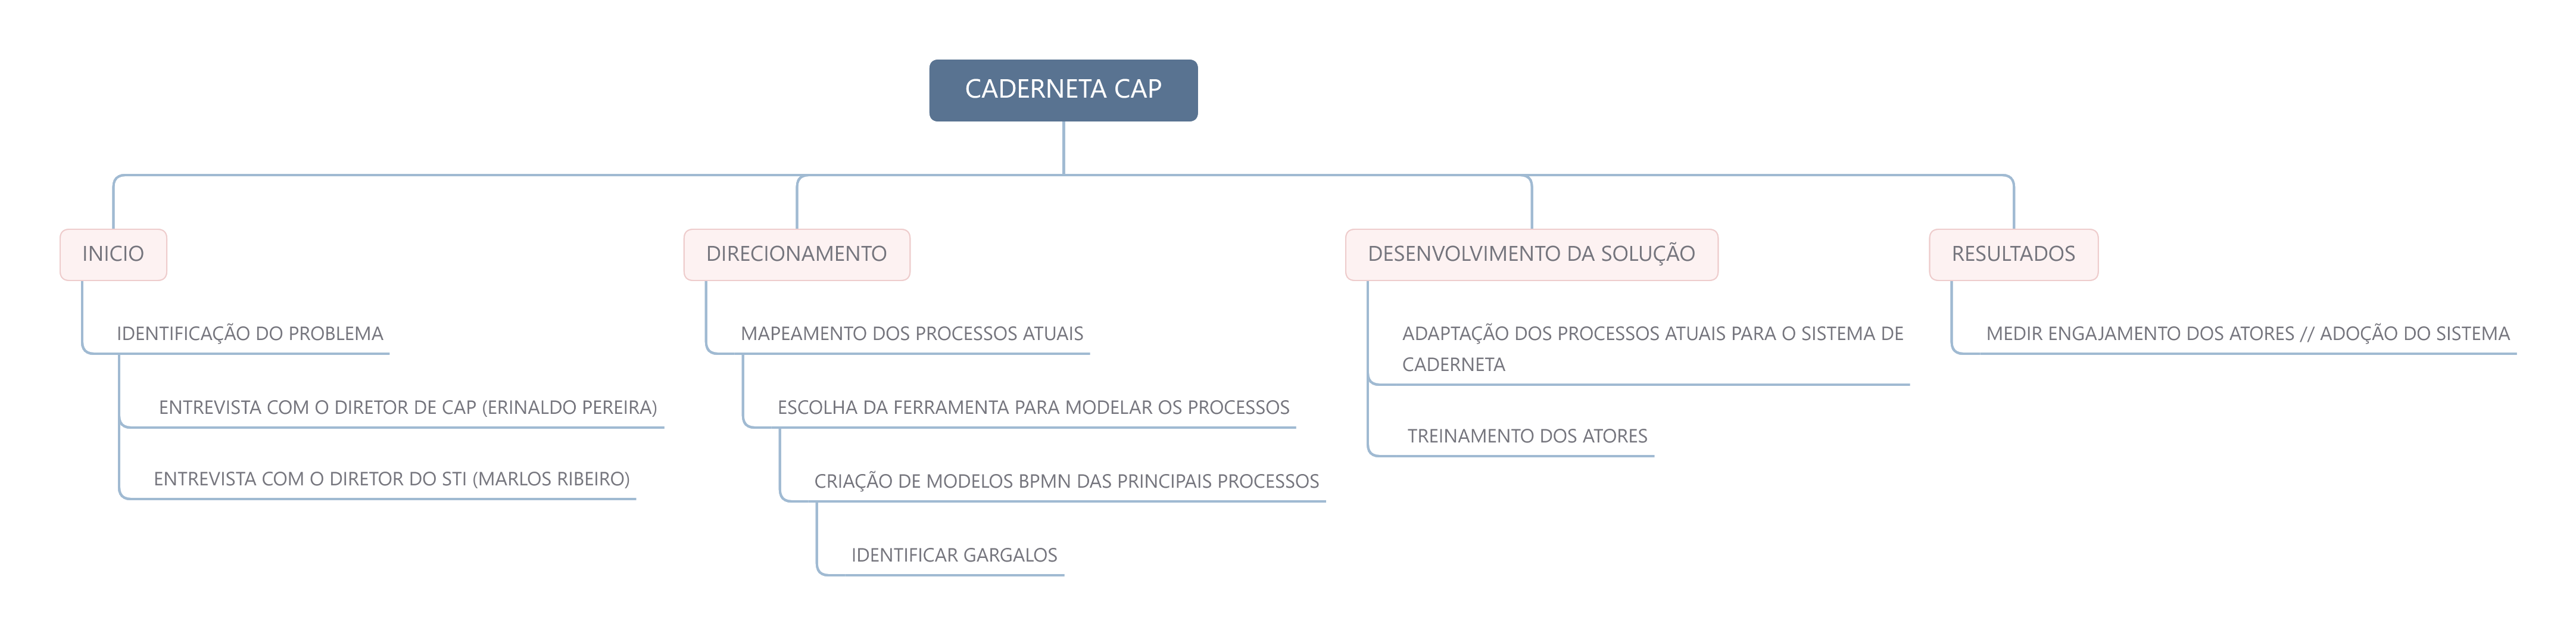 CADERNETA CAP
INICIO
IDENTIFICAÇÃO DO PROBLEMA
ENTREVISTA COM O DIRETOR DE CAP (ERINALDO PEREIRA)
ENTREVISTA COM O DIRETOR DO STI (MARLOS RIBEIRO)
DIRECIONAMENTO
MAPEAMENTO DOS PROCESSOS ATUAIS
ESCOLHA DA FERRAMENTA PARA MODELAR OS PROCESSOS
CRIAÇÃO DE MODELOS BPMN DAS PRINCIPAIS PROCESSOS
IDENTIFICAR GARGALOS
DESENVOLVIMENTO DA SOLUÇÃO
ADAPTAÇÃO DOS PROCESSOS ATUAIS PARA O SISTEMA DE
CADERNETA
TREINAMENTO DOS ATORES
RESULTADOS
MEDIR ENGAJAMENTO DOS ATORES // ADOÇÃO DO SISTEMA